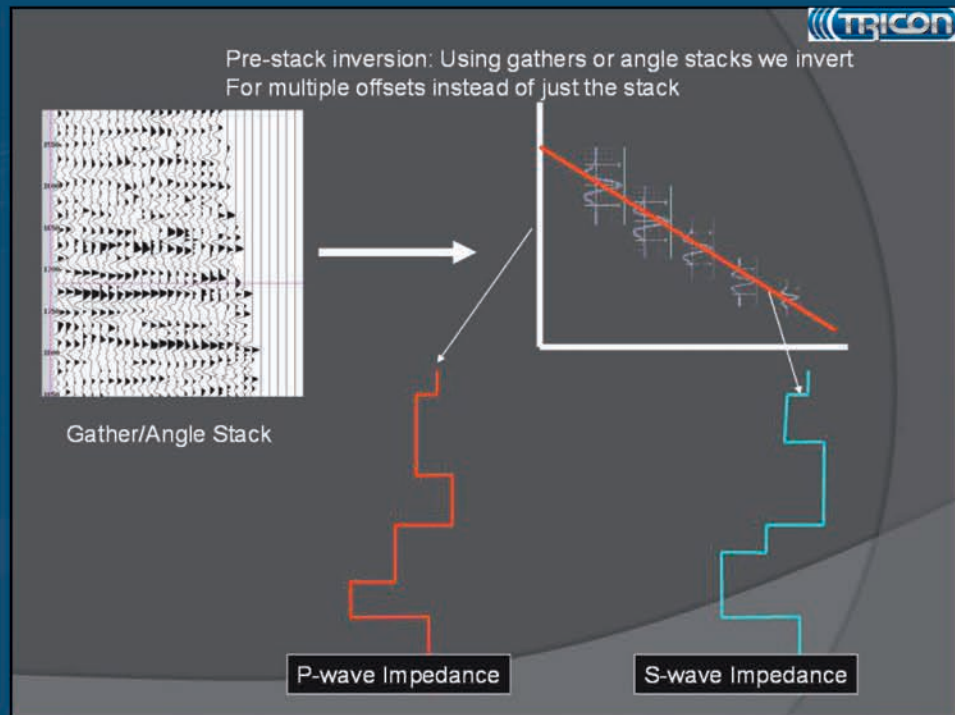 TRICON
Pre-stack inversion: Using gathers or angle stacks we invert
For multiple offsets instead of just the stack
Gather/Angle Stack
P-wave Impedance
S-wave Impedance